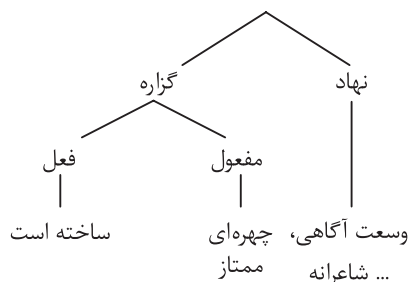 نهاد
گزاره
مفعول
فعل
وسعت آگاهی،
... شاعرانه
چهره‌ای
ممتاز
ساخته است